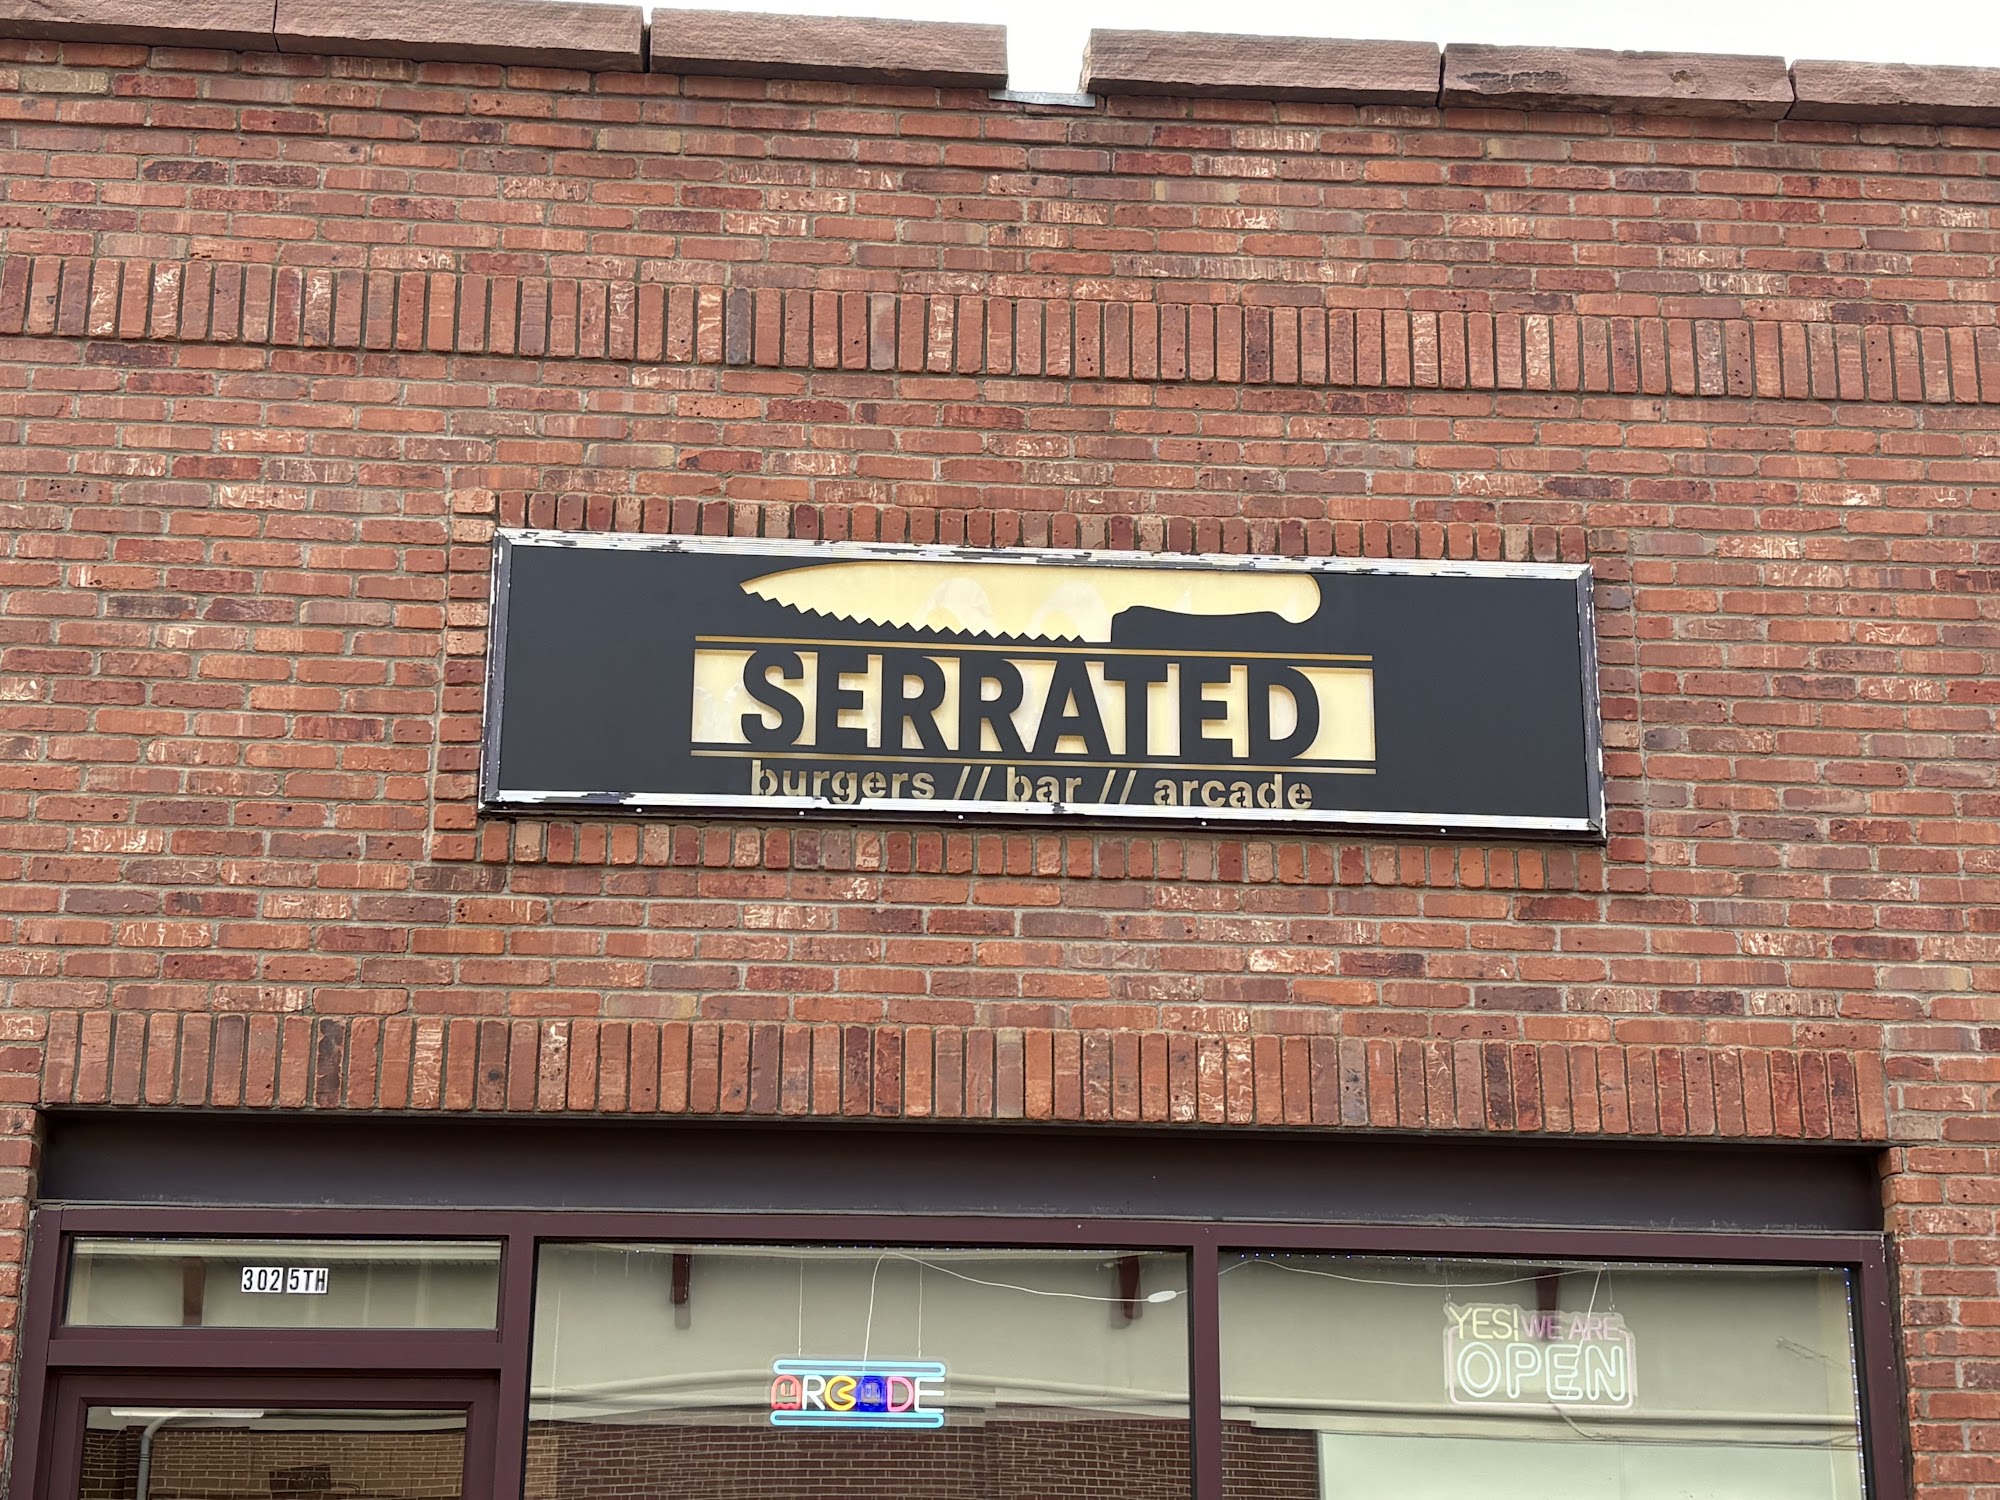 SERRATED
burgers // bar // arcade
302 5TH
ARCADE
YES! WE ARE
OPEN